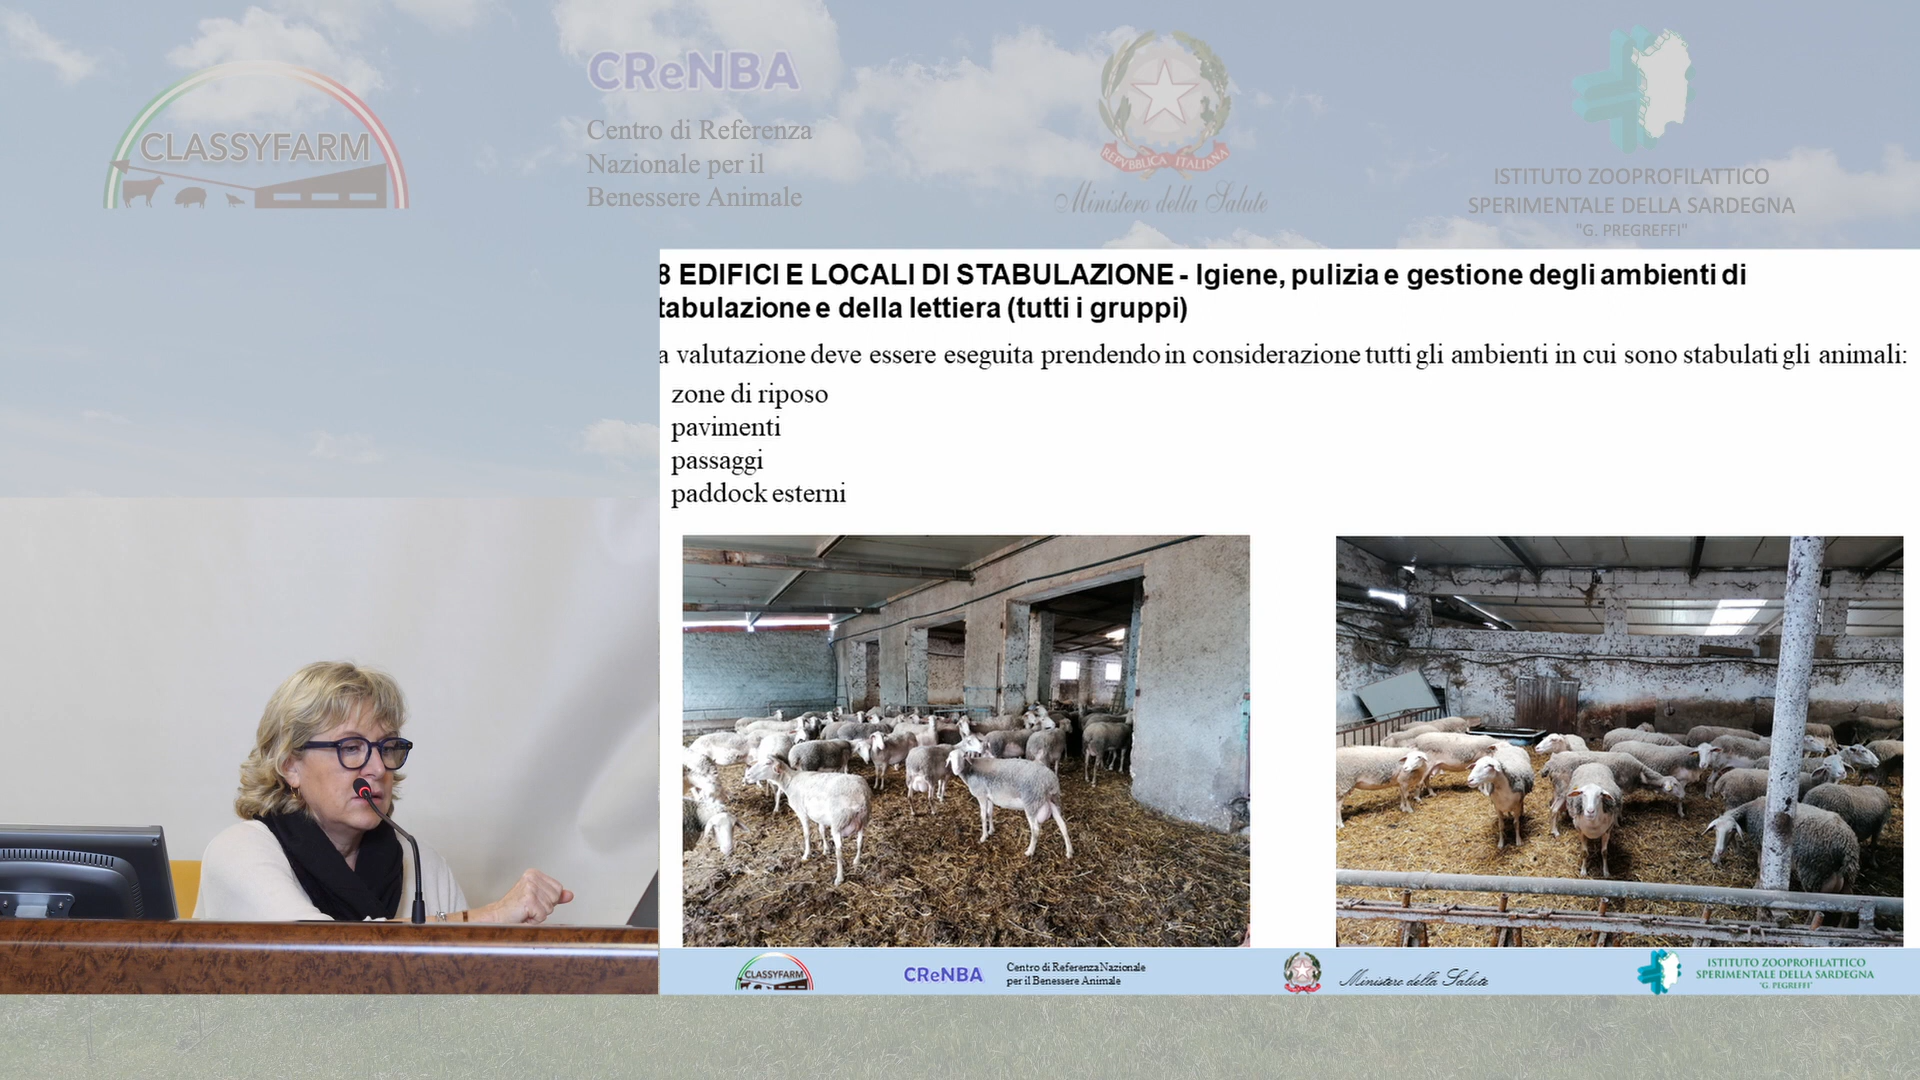 CLASSYFARM
CReNBA
Centro di Referenza
Nazionale per il
Benessere Animale
REPVBBLICA ITALIANA
Ministero della Salute
ISTITUTO ZOOPROFILATTICO
SPERIMENTALE DELLA SARDEGNA
"G. PREGREFFI"
8 EDIFICI E LOCALI DI STABULAZIONE - Igiene, pulizia e gestione degli ambienti di
tabulazione e della lettiera (tutti i gruppi)
a valutazione deve essere eseguita prendendo in considerazione tutti gli ambienti in cui sono stabulati gli animali:
zone di riposo
pavimenti
passaggi
paddock esterni
CLASSYFARM
CReNBA
Centro di Referenza Nazionale
per il Benessere Animale
Ministero della Salute
ISTITUTO ZOOPROFILATTICO
SPERIMENTALE DELLA SARDEGNA
"G. PEGREFFI"